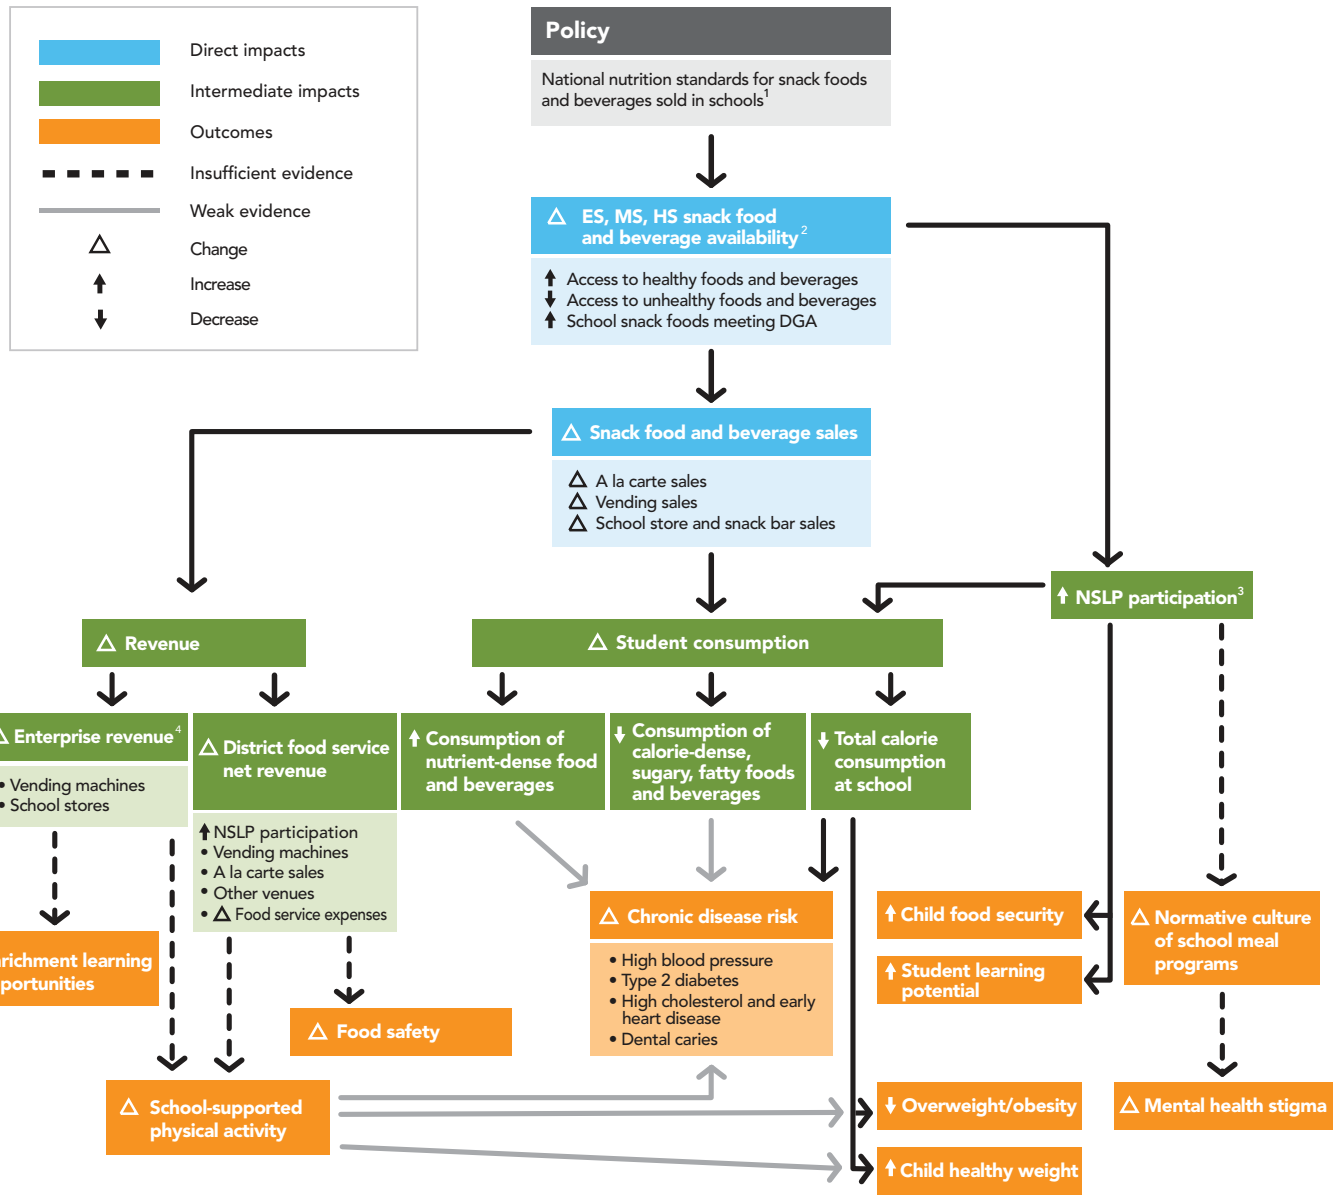 Direct impacts
Intermediate impacts
Outcomes
Insufficient evidence
Weak evidence
Change
Increase
Decrease
Policy
National nutrition standards for snack foods
and beverages sold in schools1
ES, MS, HS snack food
and beverage availability2
Access to healthy foods and beverages
Access to unhealthy foods and beverages
School snack foods meeting DGA
Snack food and beverage sales
A la carte sales
Vending sales
School store and snack bar sales
NSLP participation3
Revenue
Student consumption
Enterprise revenue4
• Vending machines
• School stores
District food service
net revenue
NSLP participation
• Vending machines
• A la carte sales
• Other venues
• Food service expenses
Consumption of
nutrient-dense food
and beverages
Consumption of
calorie-dense,
sugary, fatty foods
and beverages
Total calorie
consumption
at school
Chronic disease risk
• High blood pressure
• Type 2 diabetes
• High cholesterol and early
heart disease
• Dental caries
Child food security
Student learning
potential
Normative culture
of school meal
programs
richment learning
portunities
Food safety
School-supported
physical activity
Overweight/obesity
Child healthy weight
Mental health stigma